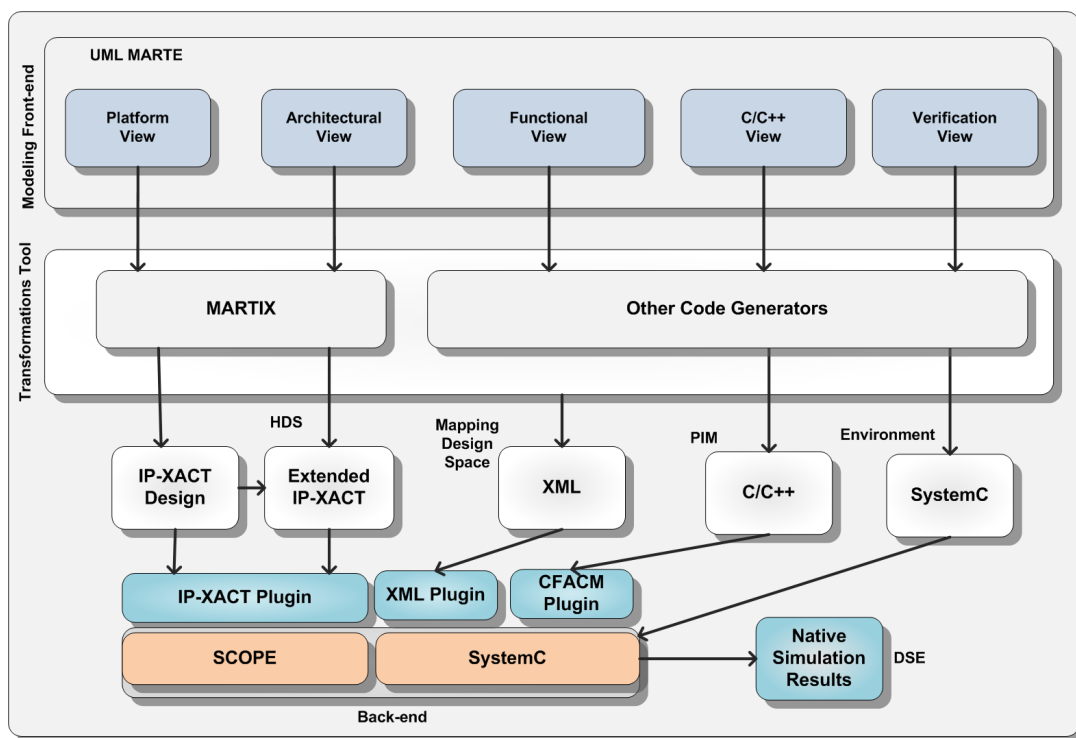 Modeling Front-end
UML MARTE
Platform
View
Architectural
View
Functional
View
C/C++
View
Verification
View
Transformations Tool
MARTIX
Other Code Generators
HDS
Mapping
Design
Space
PIM
Environment
IP-XACT
Design
Extended
IP-XACT
XML
C/C++
SystemC
IP-XACT Plugin
XML Plugin
CFACM
Plugin
SCOPE
SystemC
Native
Simulation
Results
DSE
Back-end